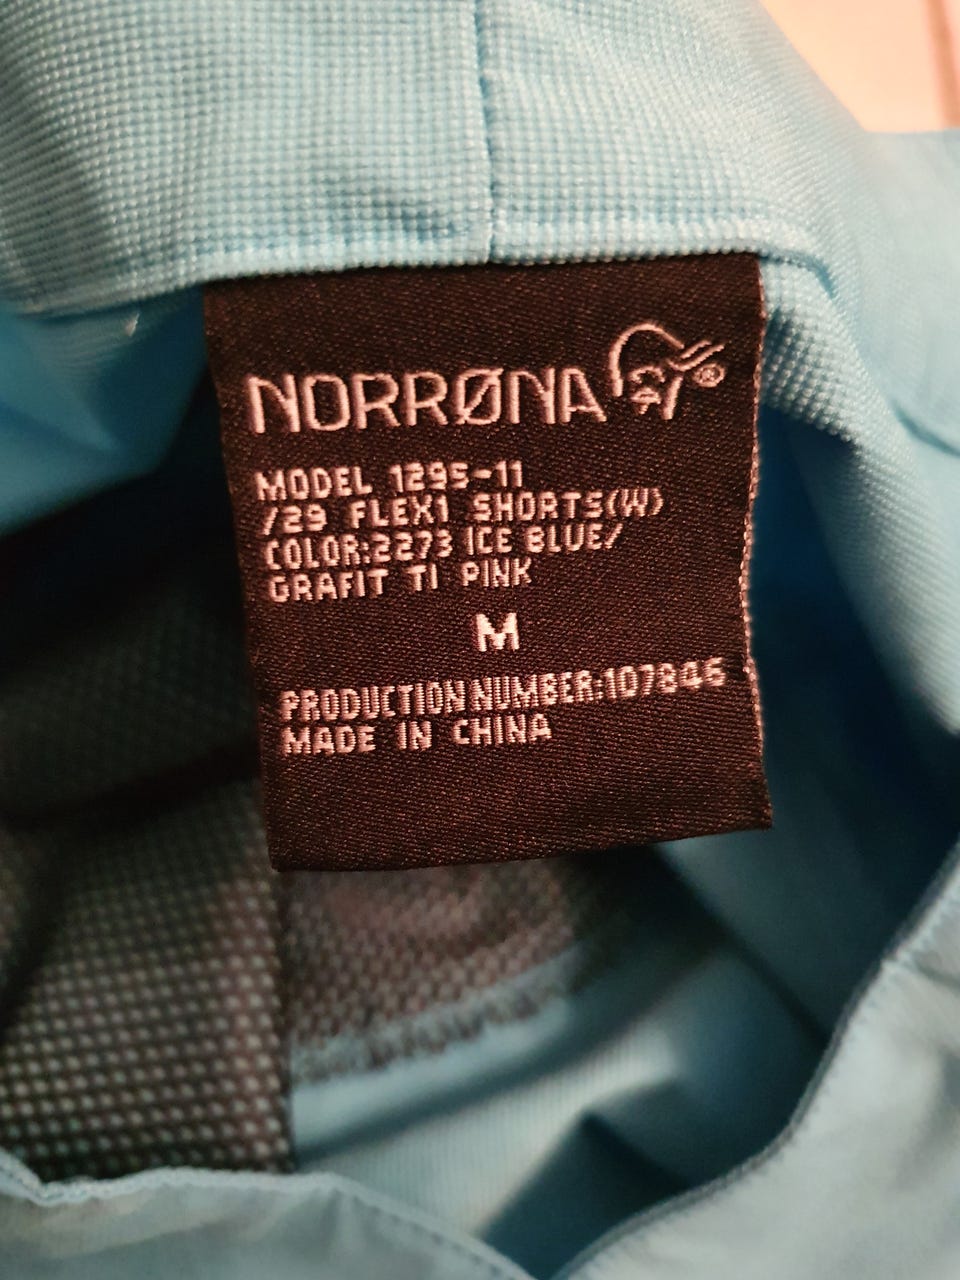 NORRØNA ®
MODEL 1295-11
/29 FLEX1 SHORTS(W)
COLOR:2273 ICE BLUE/
GRAFIT TI PINK
M
PRODUCTION NUMBER:107846
MADE IN CHINA